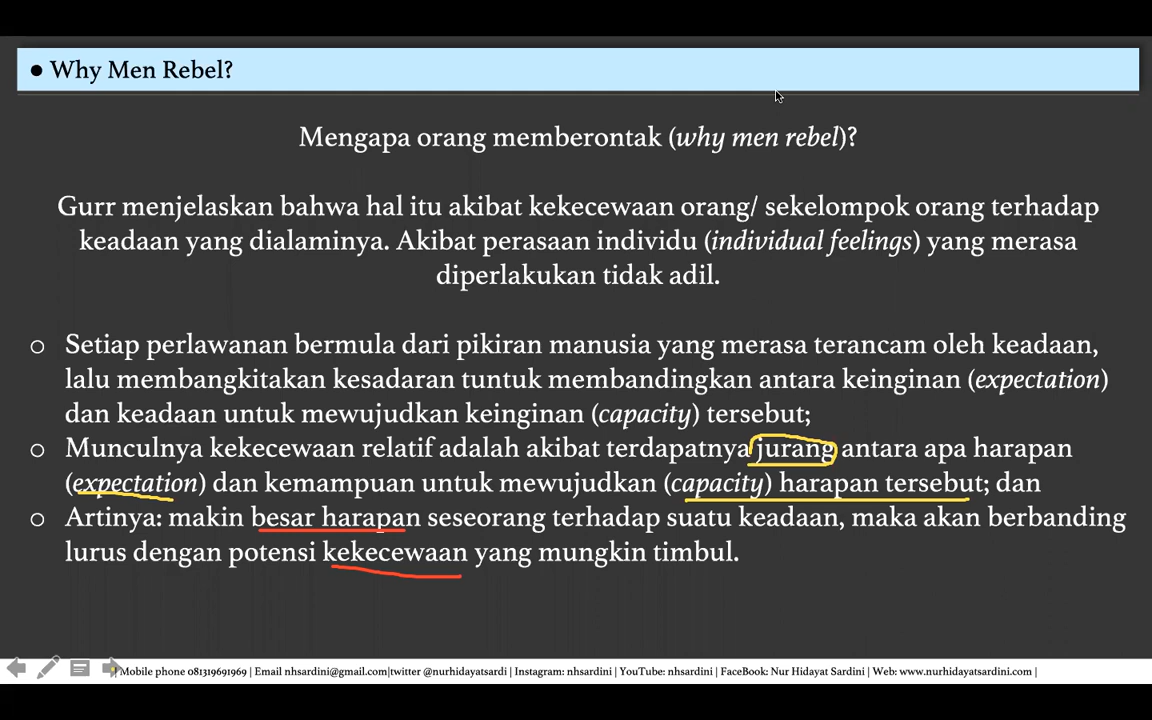 ● Why Men Rebel?
Mengapa orang memberontak (why men rebel)?
Gurr menjelaskan bahwa hal itu akibat kekecewaan orang/ sekelompok orang terhadap
keadaan yang dialaminya. Akibat perasaan individu (individual feelings) yang merasa
diperlakukan tidak adil.
○ Setiap perlawanan bermula dari pikiran manusia yang merasa terancam oleh keadaan,
lalu membangkitakan kesadaran tuntuk membandingkan antara keinginan (expectation)
dan keadaan untuk mewujudkan keinginan (capacity) tersebut;
○ Munculnya kekecewaan relatif adalah akibat terdapatnya jurang antara apa harapan
(expectation) dan kemampuan untuk mewujudkan (capacity) harapan tersebut; dan
○ Artinya: makin besar harapan seseorang terhadap suatu keadaan, maka akan berbanding
lurus dengan potensi kekecewaan yang mungkin timbul.
| Mobile phone 081319691969 | Email nhsardini@gmail.com|twitter @nurhidayatsardi | Instagram: nhsardini | YouTube: nhsardini | FaceBook: Nur Hidayat Sardini | Web: www.nurhidayatsardini.com |